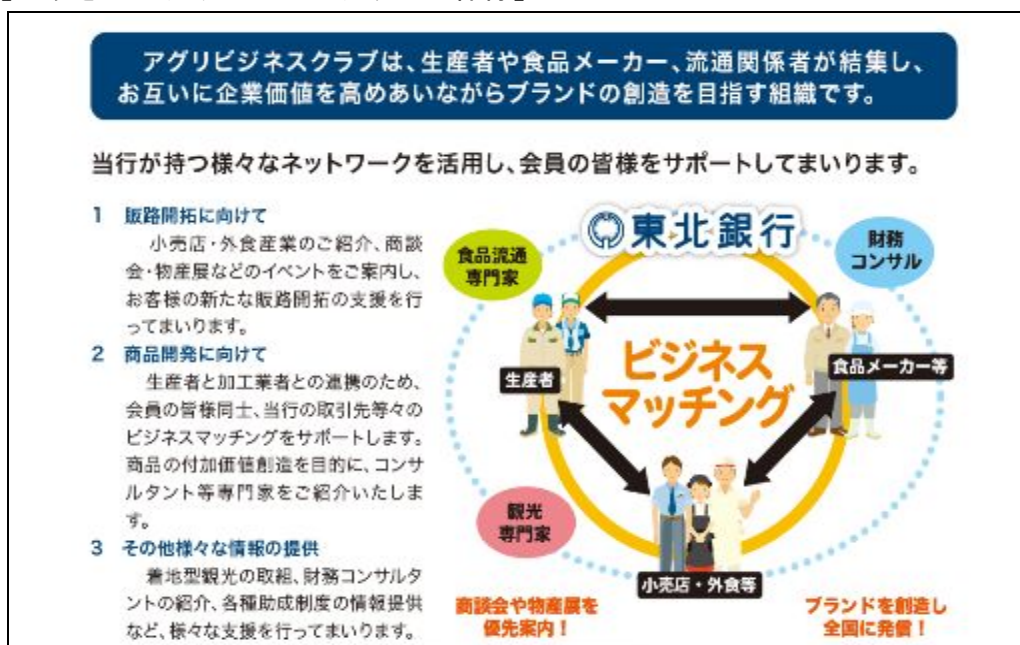 アグリビジネスクラブは、生産者や食品メーカー、流通関係者が結集し、
お互いに企業価値を高めあいながらブランドの創造を目指す組織です。
当行が持つ様々なネットワークを活用し、会員の皆様をサポートしてまいります。
1 販路開拓に向けて
小売店・外食産業のご紹介、商談
会・物産展などのイベントをご案内し、
お客様の新たな販路開拓の支援を行
ってまいります。
2 商品開発に向けて
生産者と加工業者との連携のため、
会員の皆様同士、当行の取引先等々の
ビジネスマッチングをサポートします。
商品の付加価値創造を目的に、コンサ
ルタント等専門家をご紹介いたしま
す。
3 その他様々な情報の提供
着地型観光の取組、財務コンサルタ
ントの紹介、各種助成制度の情報提供
など、様々な支援を行ってまいります。
東北銀行
食品流通
専門家
財務
コンサル
ビジネス
マッチング
生産者
食品メーカー等
観光
専門家
小売店・外食等
商談会や物産展を
優先案内！
ブランドを創造し
全国に発信！